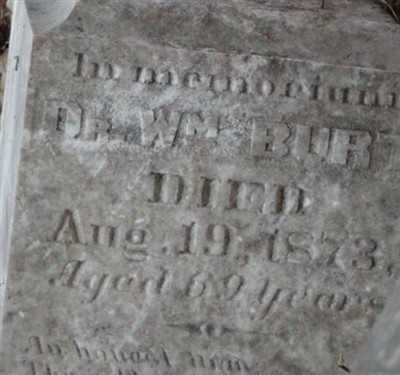 In memoriam
DR. WM. BURT
DIED
Aug. 19, 1873,
Aged 69 Years
An honest man